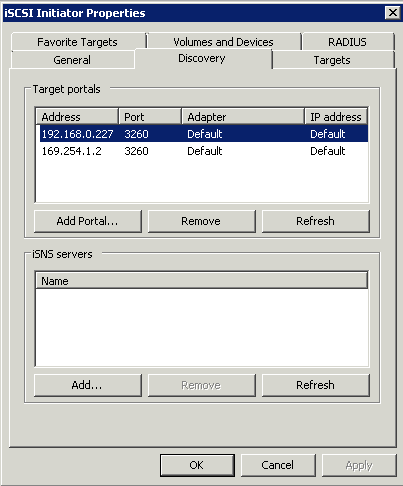 iSCSI Initiator Properties
Favorite Targets Volumes and Devices RADIUS
General Discovery Targets
Target portals
Address Port Adapter IP address
192.168.0.227 3260 Default Default
169.254.1.2 3260 Default Default
Add Portal... Remove Refresh
iSNS servers
Name
Add... Remove Refresh
OK Cancel Apply